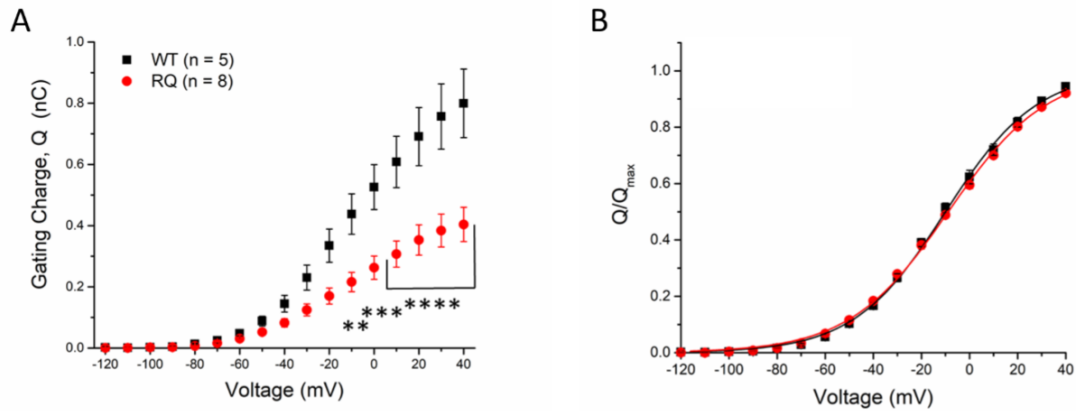 A
Gating Charge, Q (nC)
1.0
0.8
0.6
0.4
0.2
0.0
WT (n = 5)
RQ (n = 8)
**
***
****
-120 -100 -80 -60 -40 -20 0 20 40
Voltage (mV)
B
Q/Qmax
1.0
0.8
0.6
0.4
0.2
0.0
-120 -100 -80 -60 -40 -20 0 20 40
Voltage (mV)